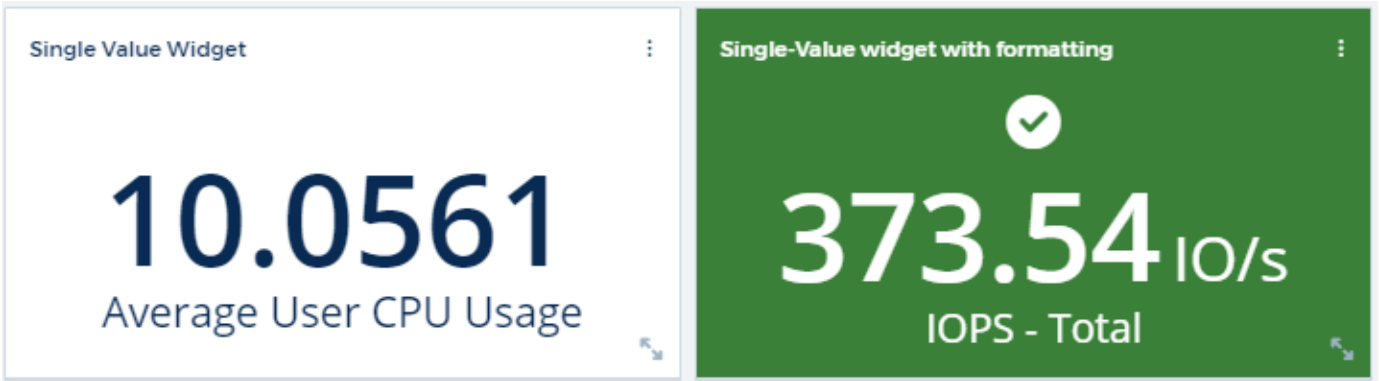 Single Value Widget
10.0561
Average User CPU Usage
Single-Value widget with formatting
373.54 IO/s
IOPS - Total